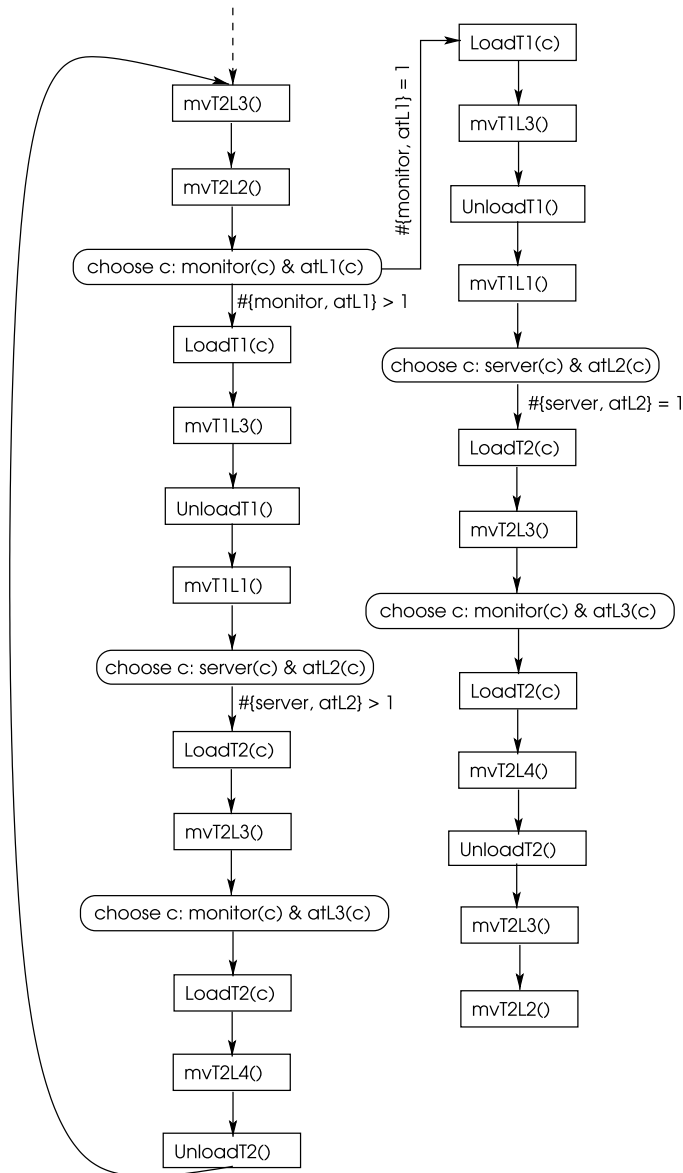 mvT2L3()
mvT2L2()
choose c: monitor(c) & atL1(c)
#{monitor, atL1} > 1
LoadT1(c)
mvT1L3()
UnloadT1()
mvT1L1()
choose c: server(c) & atL2(c)
#{server, atL2} > 1
LoadT2(c)
mvT2L3()
choose c: monitor(c) & atL3(c)
LoadT2(c)
mvT2L4()
UnloadT2()
#{monitor, atL1} = 1
LoadT1(c)
mvT1L3()
UnloadT1()
mvT1L1()
choose c: server(c) & atL2(c)
#{server, atL2} = 1
LoadT2(c)
mvT2L3()
choose c: monitor(c) & atL3(c)
LoadT2(c)
mvT2L4()
UnloadT2()
mvT2L3()
mvT2L2()